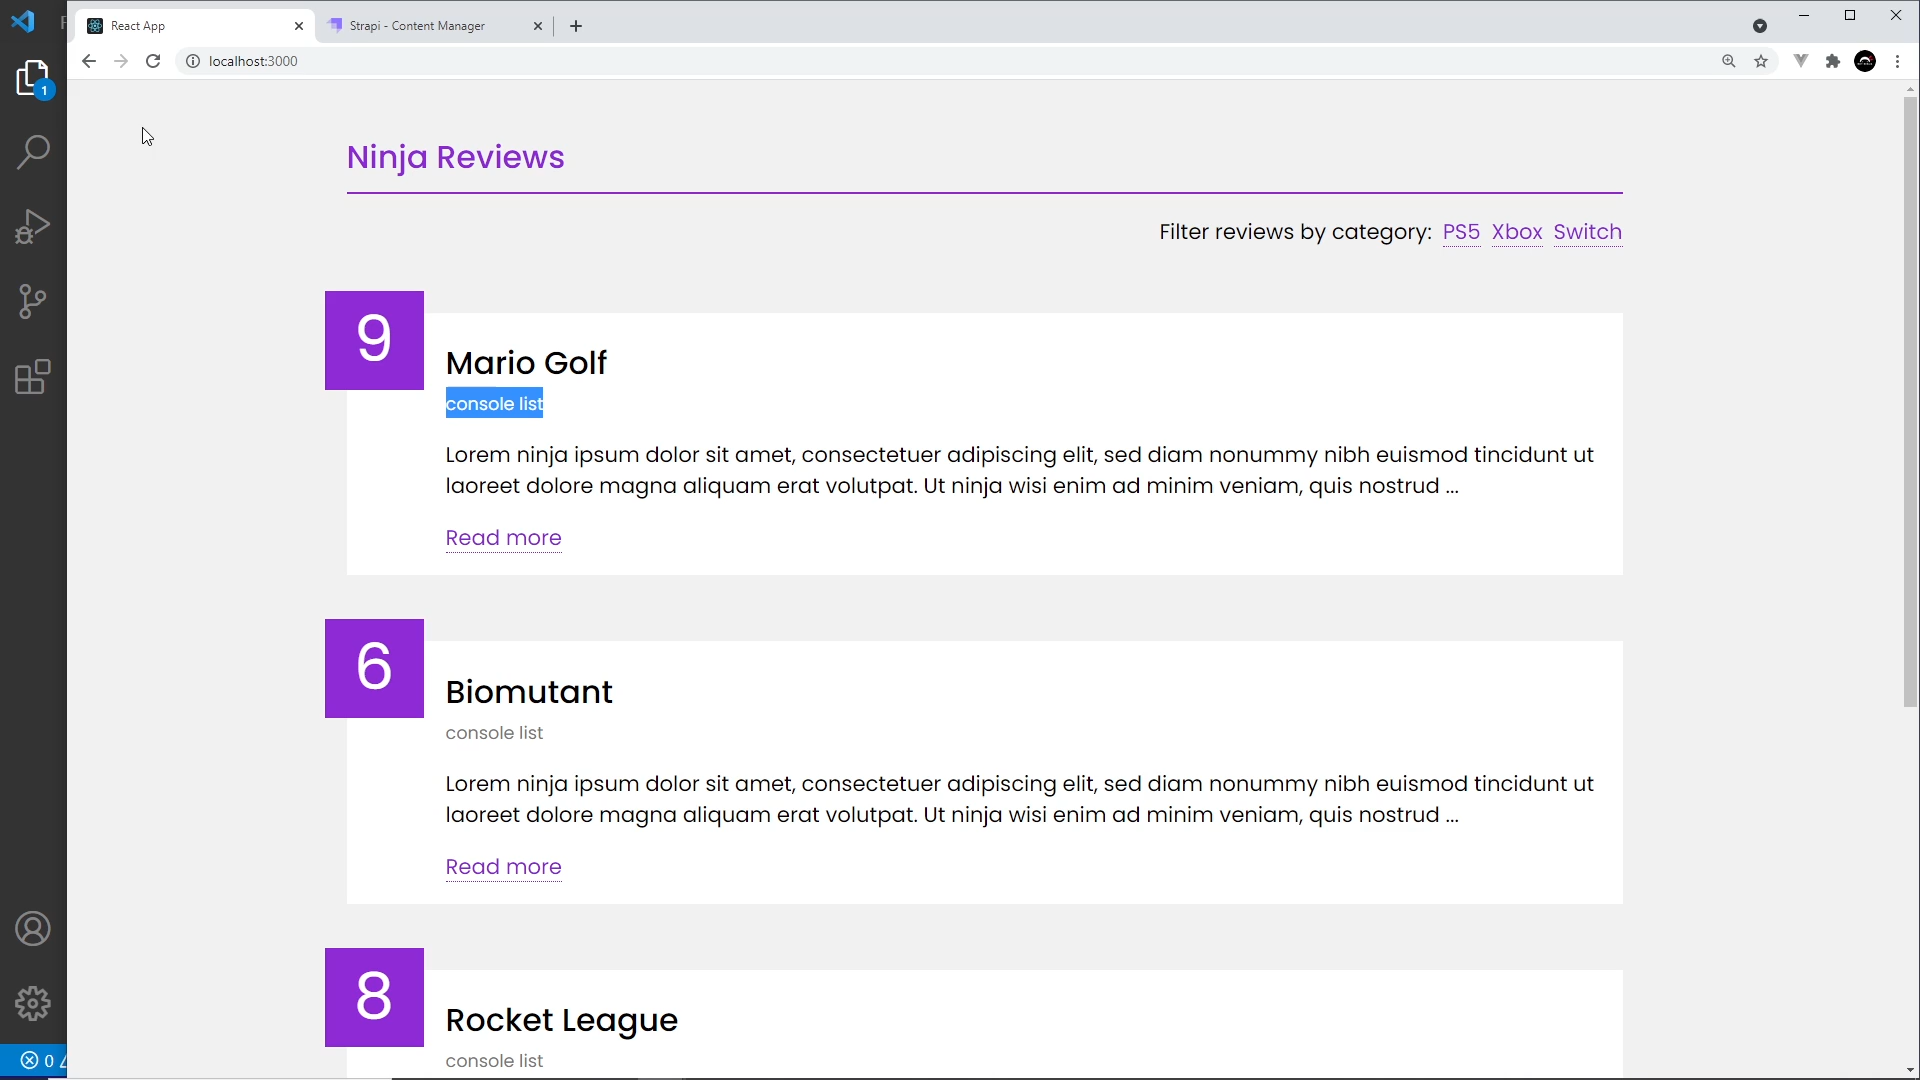 React App
Strapi - Content Manager
localhost:3000
1
Ninja Reviews
Filter reviews by category: PS5 Xbox Switch
9
Mario Golf
console list
Lorem ninja ipsum dolor sit amet, consectetuer adipiscing elit, sed diam nonummy nibh euismod tincidunt ut
laoreet dolore magna aliquam erat volutpat. Ut ninja wisi enim ad minim veniam, quis nostrud ...
Read more
6
Biomutant
console list
Lorem ninja ipsum dolor sit amet, consectetuer adipiscing elit, sed diam nonummy nibh euismod tincidunt ut
laoreet dolore magna aliquam erat volutpat. Ut ninja wisi enim ad minim veniam, quis nostrud ...
Read more
8
Rocket League
console list
0